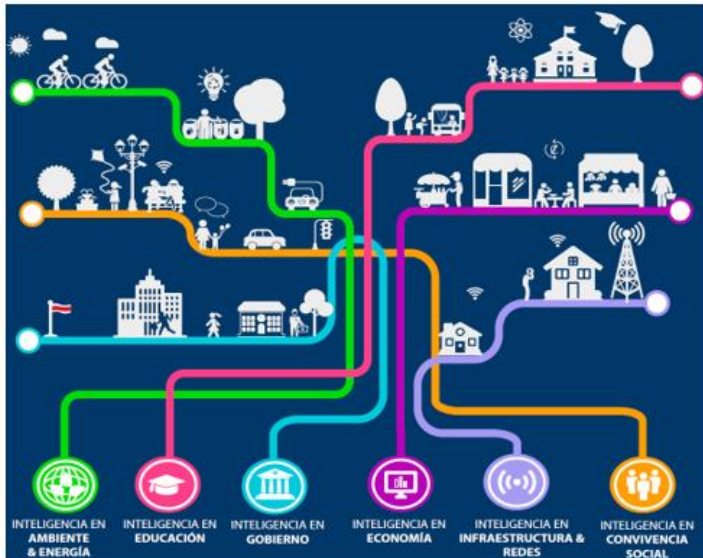 INTELIGENCIA EN
AMBIENTE
& ENERGÍA
INTELIGENCIA EN
EDUCACIÓN
INTELIGENCIA EN
GOBIERNO
INTELIGENCIA EN
ECONOMÍA
INTELIGENCIA EN
INFRAESTRUCTURA &
REDES
INTELIGENCIA EN
CONVIVENCIA
SOCIAL